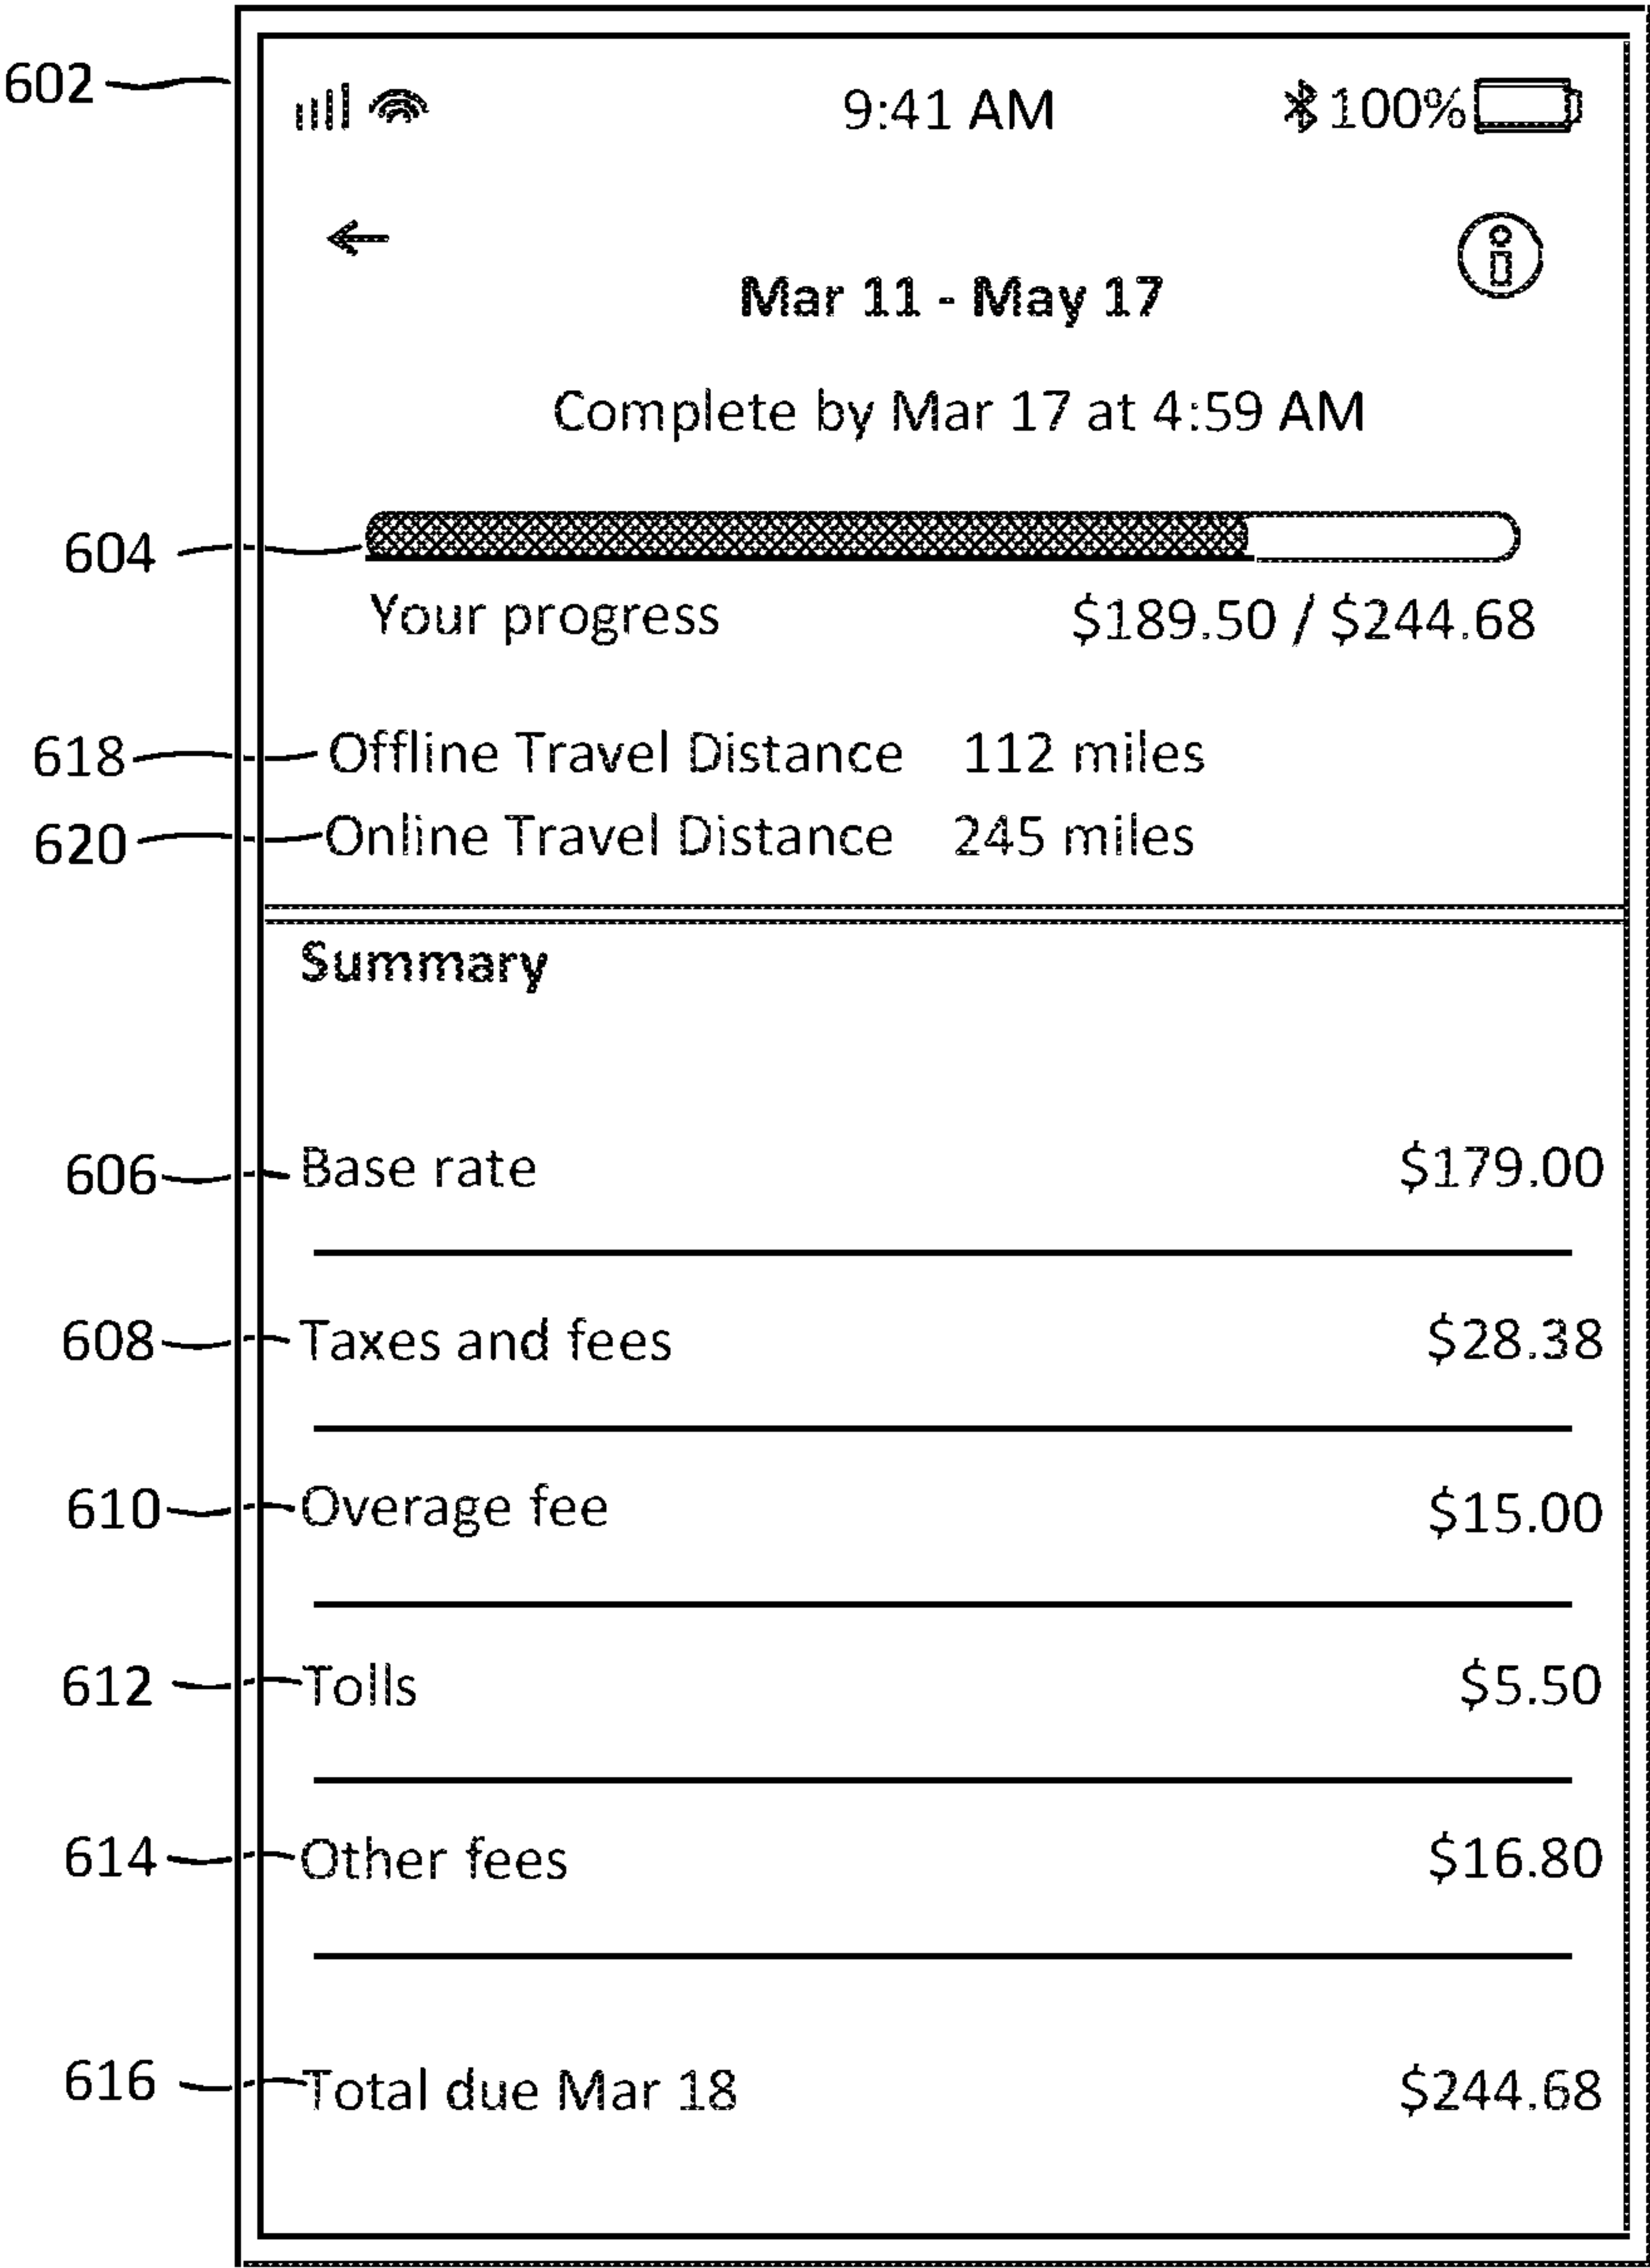 602
9:41 AM 100%
Mar 11 - May 17
Complete by Mar 17 at 4:59 AM
604
Your progress $189.50 / $244.68
618 Offline Travel Distance 112 miles
620 Online Travel Distance 245 miles
Summary
606 Base rate $179.00
608 Taxes and fees $28.38
610 Overage fee $15.00
612 Tolls $5.50
614 Other fees $16.80
616 Total due Mar 18 $244.68